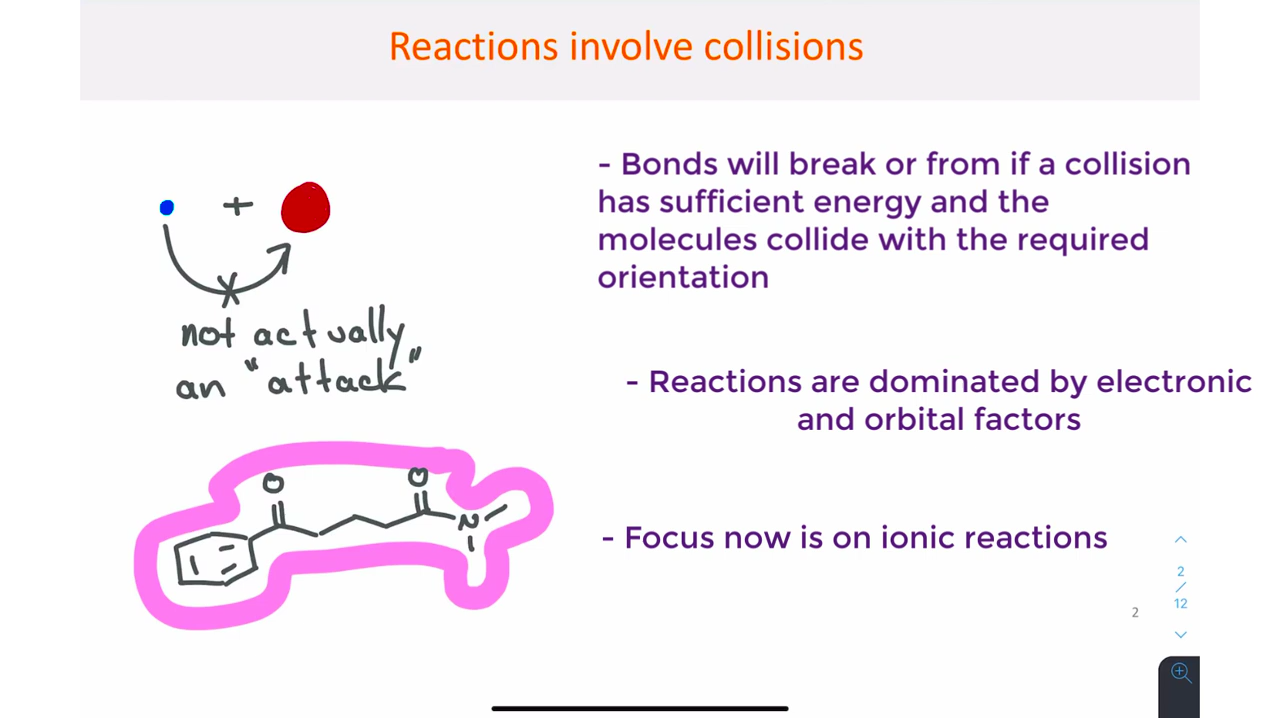 Reactions involve collisions
- Bonds will break or from if a collision
has sufficient energy and the
molecules collide with the required
orientation
+
not actually
an "attack"
- Reactions are dominated by electronic
and orbital factors
O
O
N
- Focus now is on ionic reactions
2
/
12
2